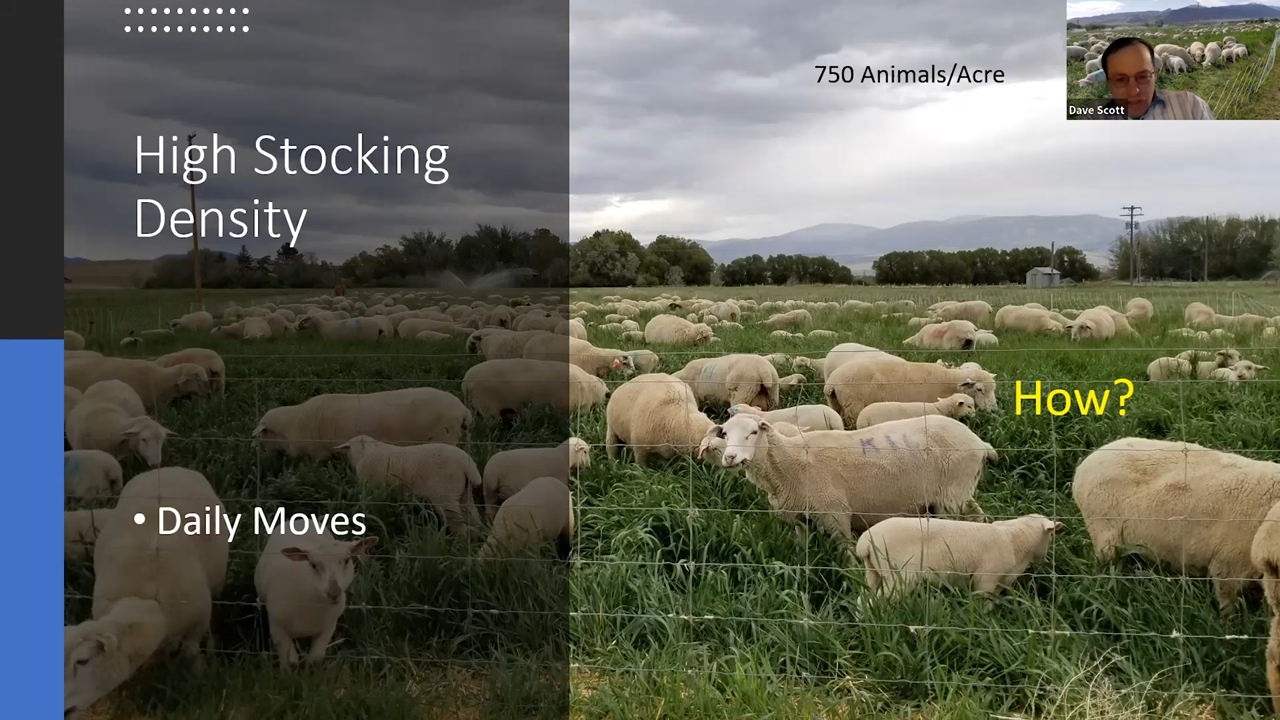 750 Animals/Acre
Dave Scott
High Stocking
Density
How?
• Daily Moves